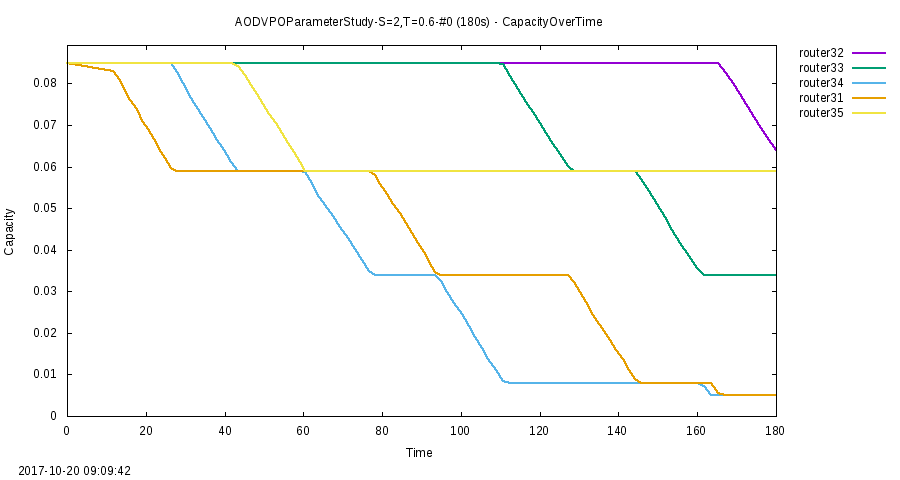 AODVPOParameterStudy-S=2,T=0.6-#0 (180s) - CapacityOverTime
router32
router33
router34
router31
router35
0.08
0.07
0.06
0.05
0.04
0.03
0.02
0.01
0
Capacity
0 20 40 60 80 100 120 140 160 180
Time
2017-10-20 09:09:42